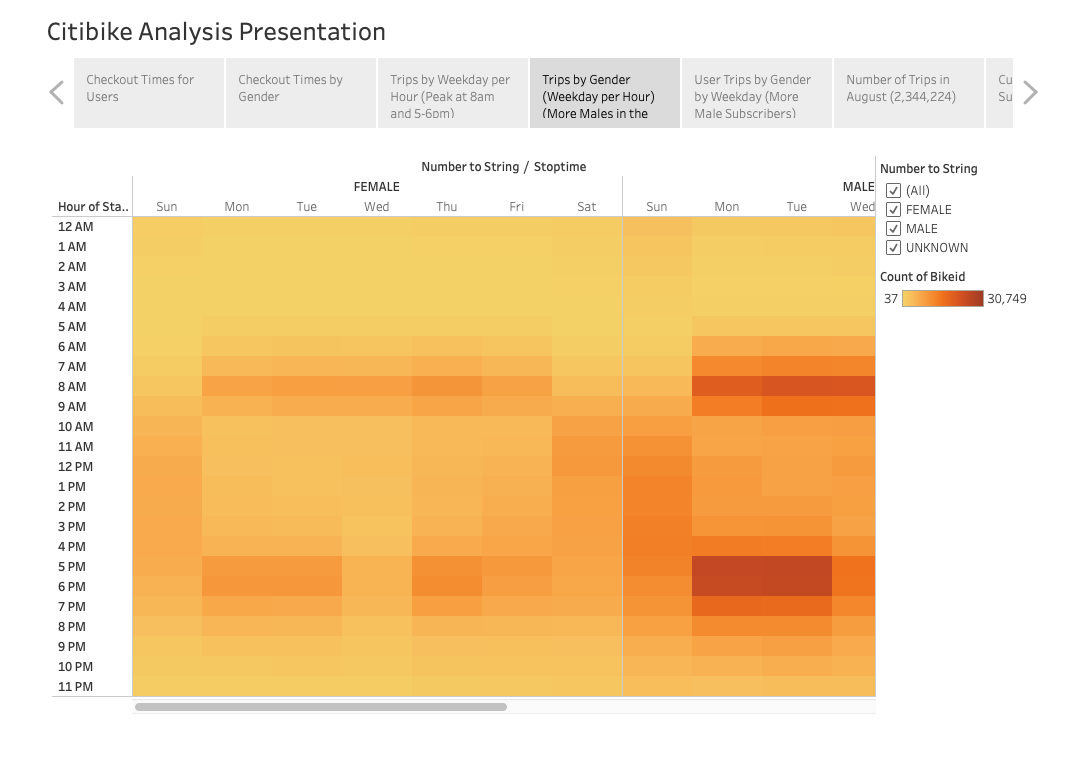 Citibike Analysis Presentation
Checkout Times for
Users
Checkout Times by
Gender
Trips by Weekday per
Hour (Peak at 8am
and 5-6pm)
Trips by Gender
(Weekday per Hour)
(More Males in the
User Trips by Gender
by Weekday (More
Male Subscribers)
Number of Trips in
August (2,344,224)
Cu
Su
Number to String / Stoptime
FEMALE MALE
Hour of Sta.. Sun Mon Tue Wed Thu Fri Sat Sun Mon Tue Wed
12 AM
1 AM
2 AM
3 AM
4 AM
5 AM
6 AM
7 AM
8 AM
9 AM
10 AM
11 AM
12 PM
1 PM
2 PM
3 PM
4 PM
5 PM
6 PM
7 PM
8 PM
9 PM
10 PM
11 PM
Number to String
(All)
FEMALE
MALE
UNKNOWN
Count of Bikeid
37 30,749